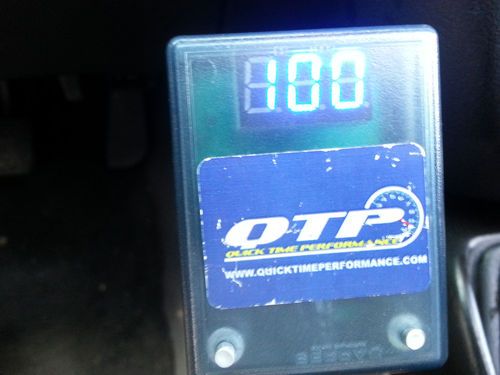 100
QTP
QUICK TIME PERFORMANCE
WWW.QUICKTIMEPERFORMANCE.COM